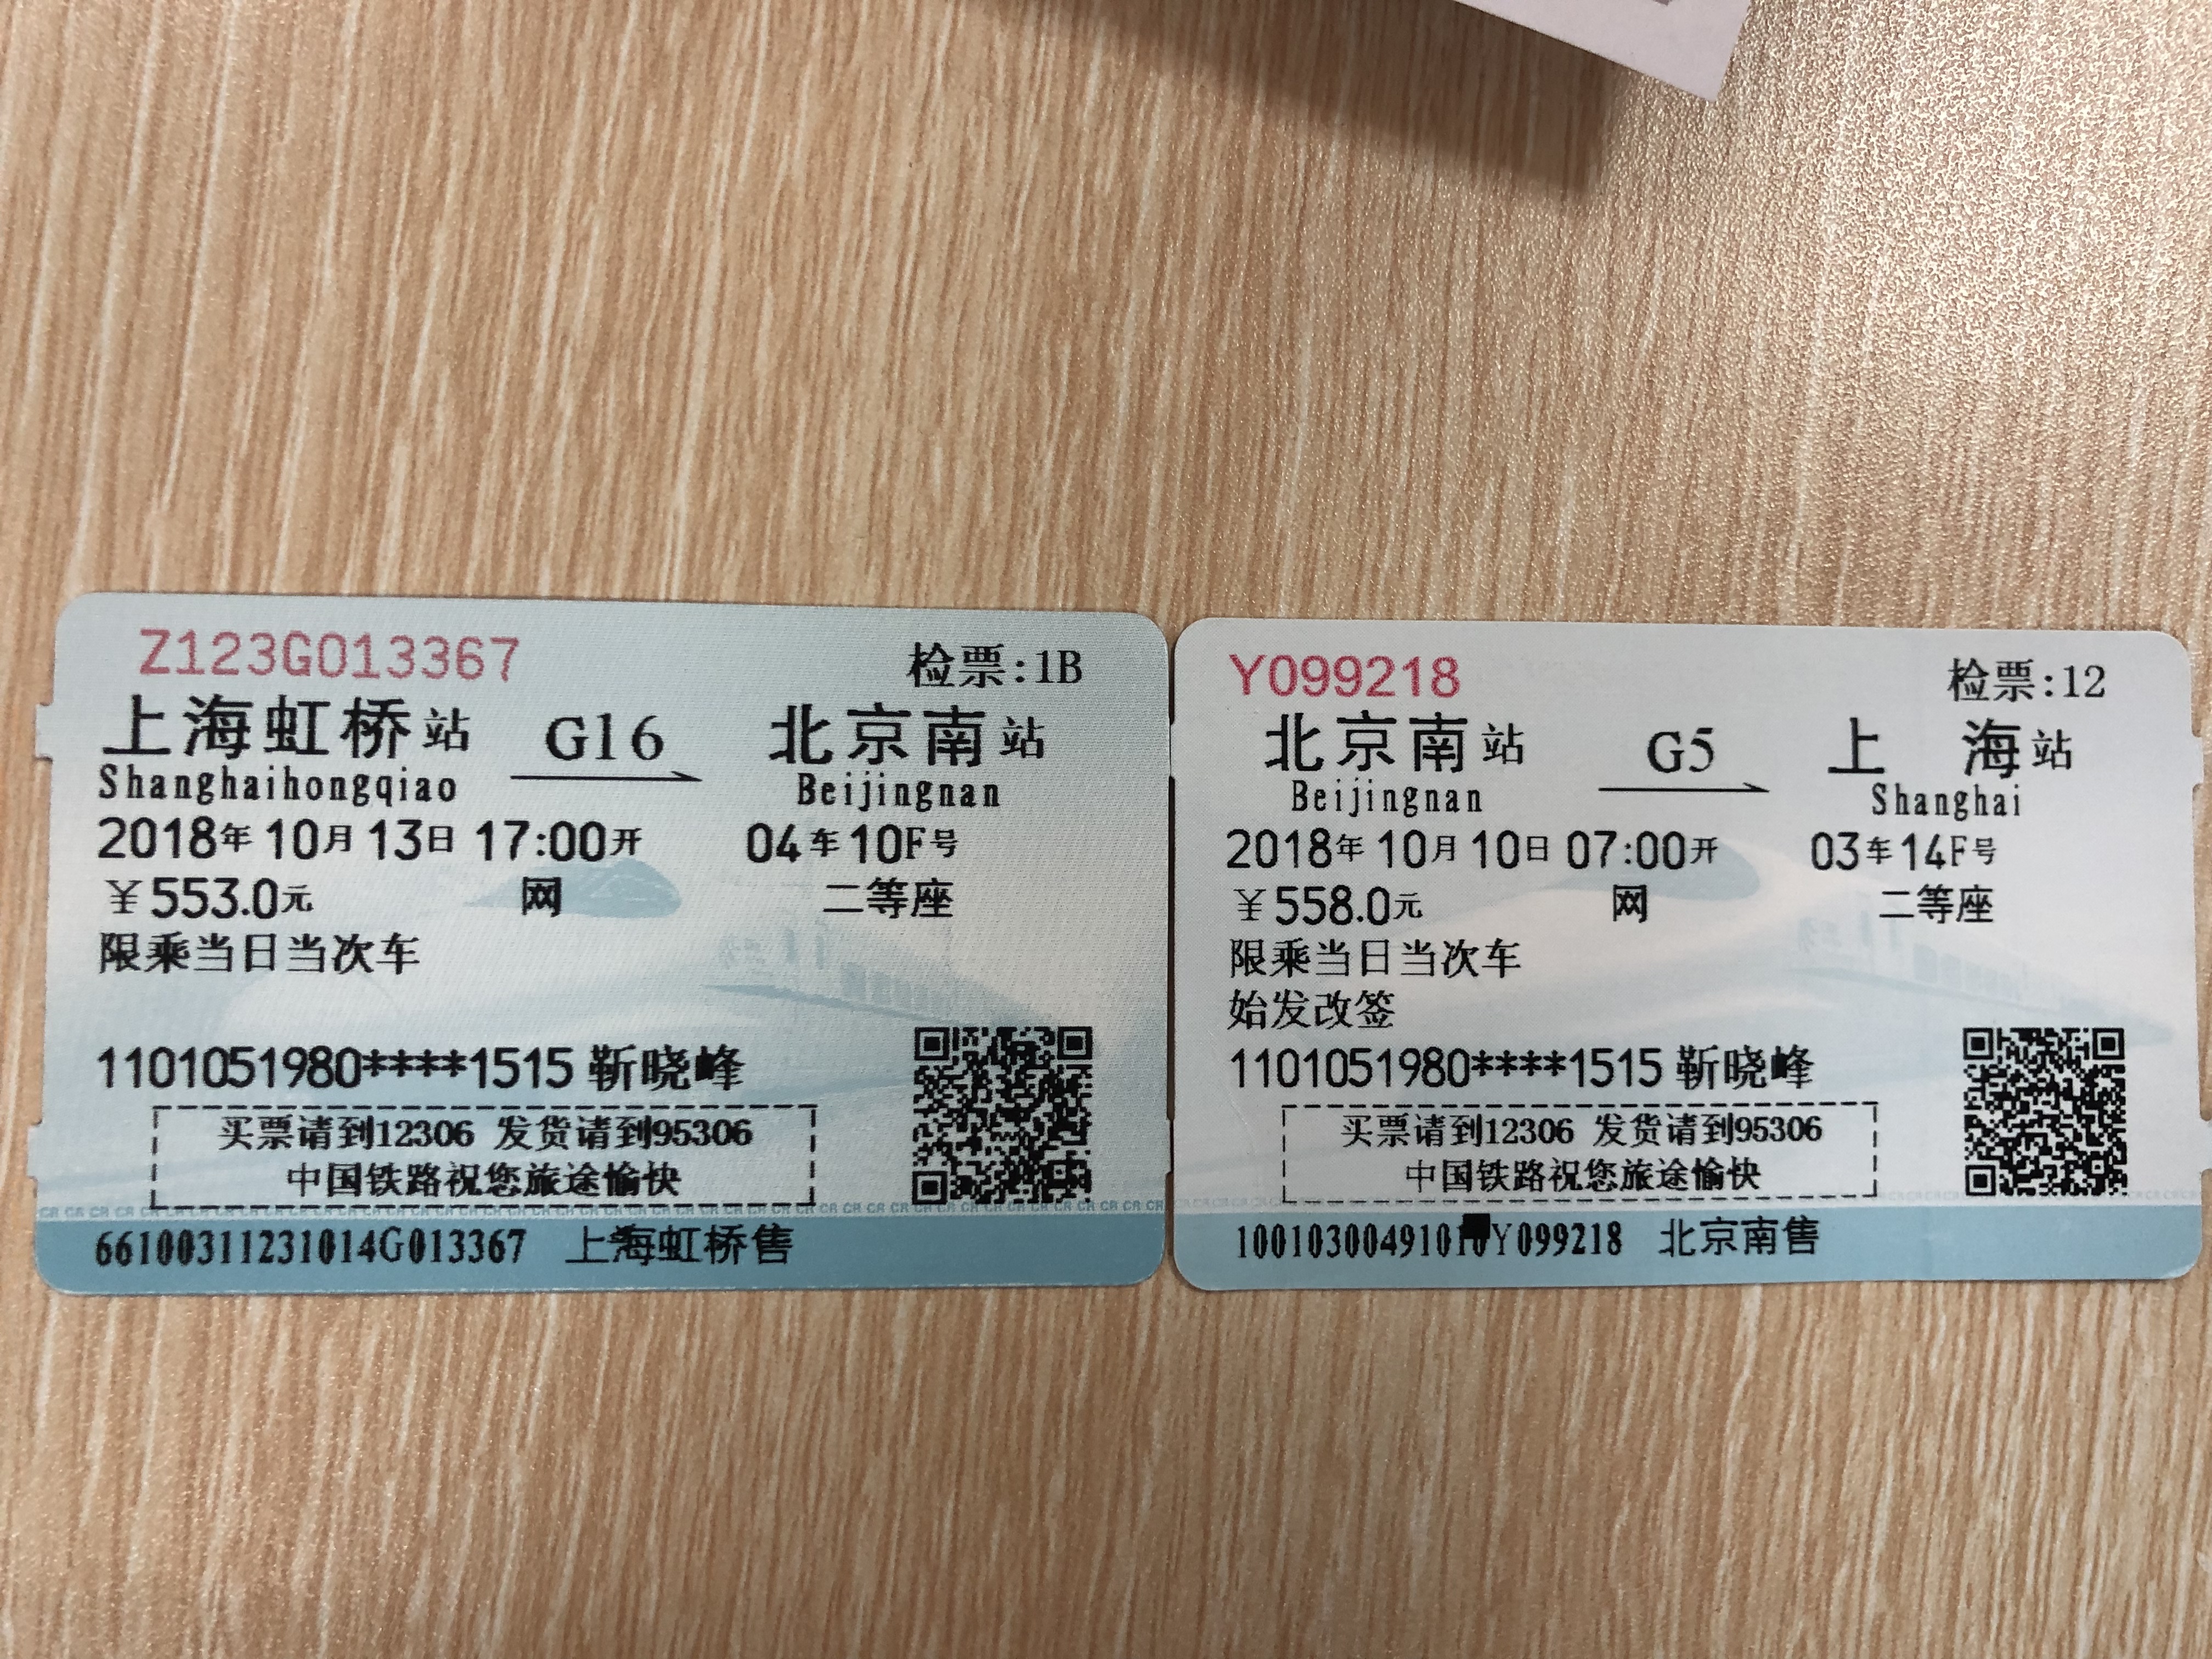 Z123G013367 检票:1B
上海虹桥站 G16 北京南站
Shanghaihongqiao Beijingnan
2018年10月13日 17:00开 04车10F号
¥553.0元 网 二等座
限乘当日当次车
1101051980****1515 靳晓峰
买票请到12306 发货请到95306
中国铁路祝您旅途愉快
66100311231014G013367 上海虹桥售
Y099218 检票:12
北京南站 G5 上海站
Beijingnan Shanghai
2018年10月10日 07:00开 03车14F号
¥558.0元 网 二等座
限乘当日当次车
始发改签
1101051980****1515 靳晓峰
买票请到12306 发货请到95306
中国铁路祝您旅途愉快
10010300491010Y099218 北京南售